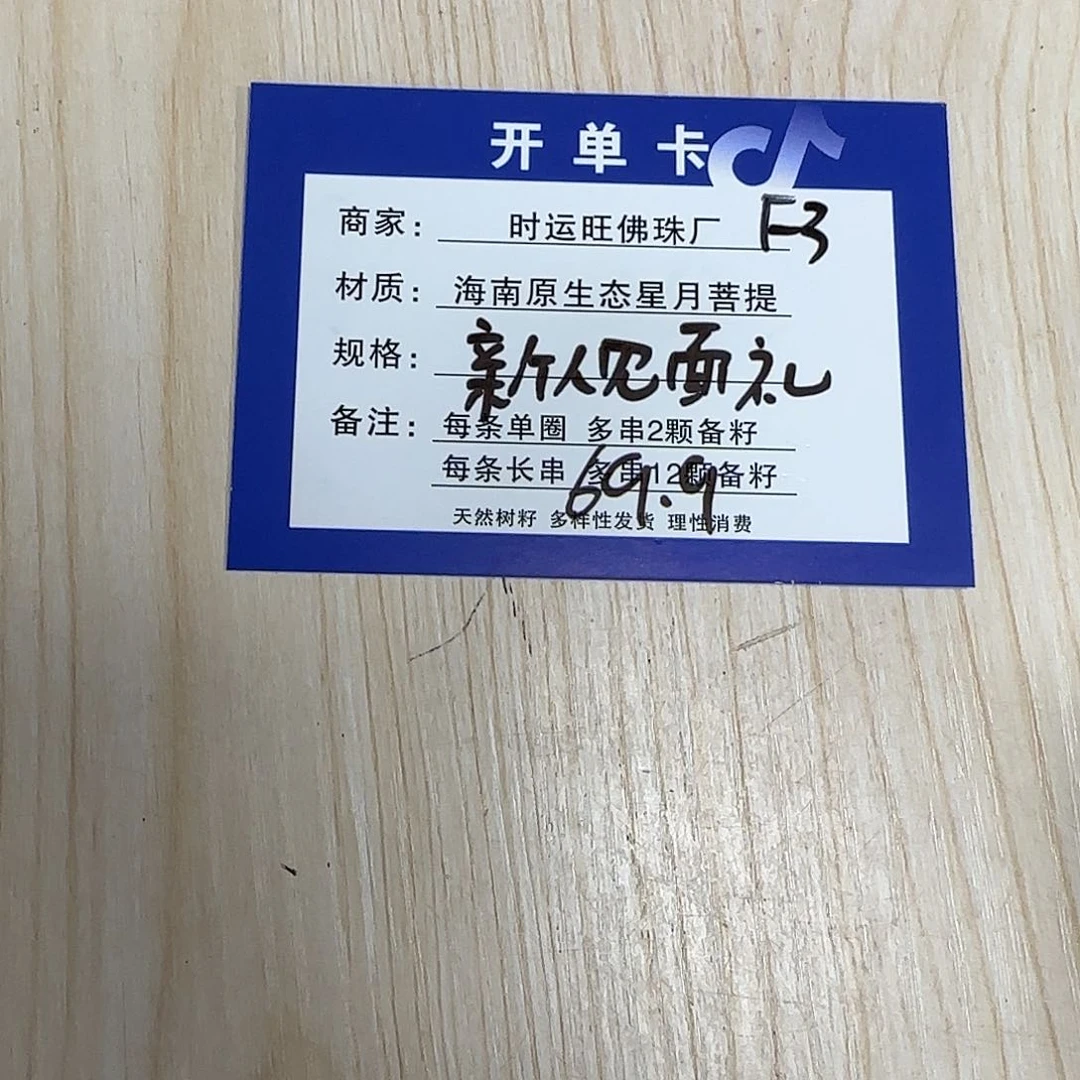 开单卡
商家： 时运旺佛珠厂 F3
材质： 海南原生态星月菩提
规格： 新人见面礼
备注： 每条单圈 多串2颗备籽
每条长串 多串12颗备籽
69.9
天然树籽 多样性发货 理性消费